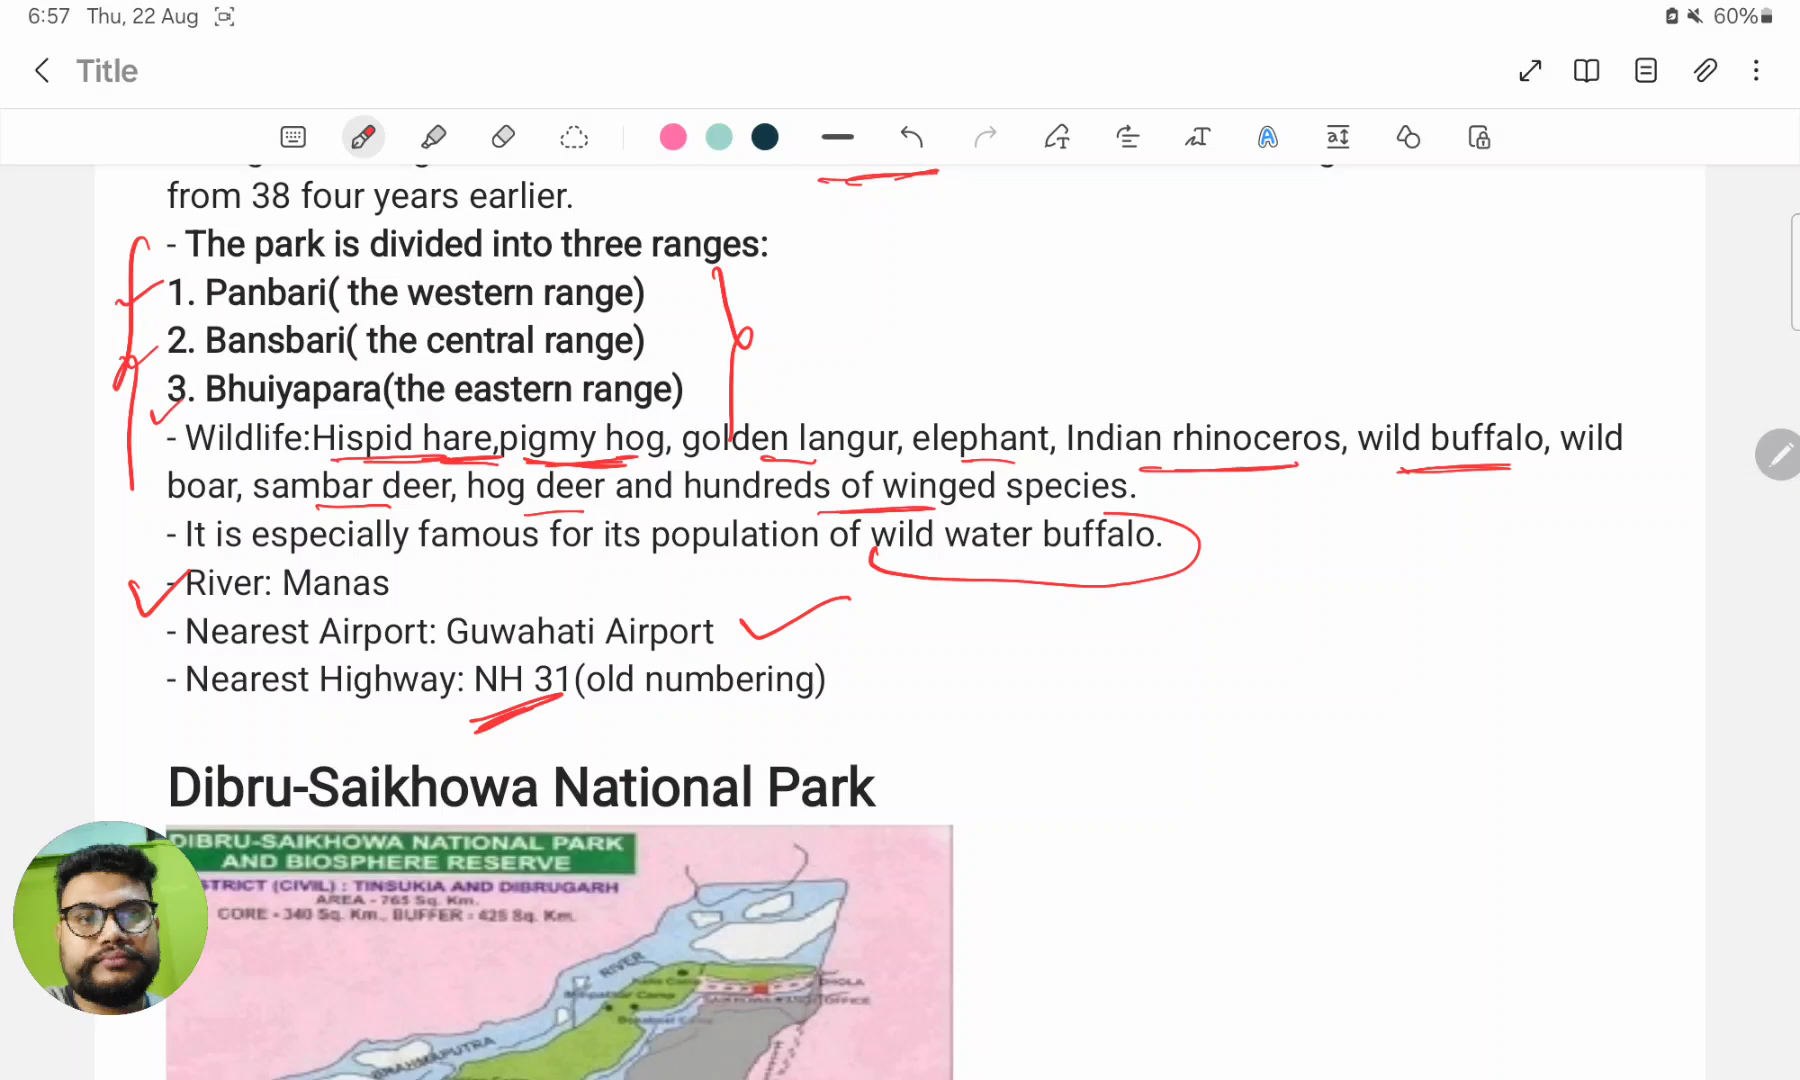 6:57 Thu, 22 Aug 60%
Title
from 38 four years earlier.
- The park is divided into three ranges:
1. Panbari( the western range)
2. Bansbari( the central range)
3. Bhuiyapara(the eastern range)
- Wildlife:Hispid hare,pigmy hog, golden langur, elephant, Indian rhinoceros, wild buffalo, wild
boar, sambar deer, hog deer and hundreds of winged species.
- It is especially famous for its population of wild water buffalo.
- River: Manas
- Nearest Airport: Guwahati Airport
- Nearest Highway: NH 31(old numbering)
Dibru-Saikhowa National Park
DIBRU-SAIKHOWA NATIONAL PARK
AND BIOSPHERE RESERVE
STRICT (CIVIL) : TINSUKIA AND DIBRUGARH
AREA - 765 Sq. Km.
CORE - 340 Sq. Km., BUFFER : 425 Sq. Km.
RIVER
DHOLA
OFFICE
BRAHMAPUTRA